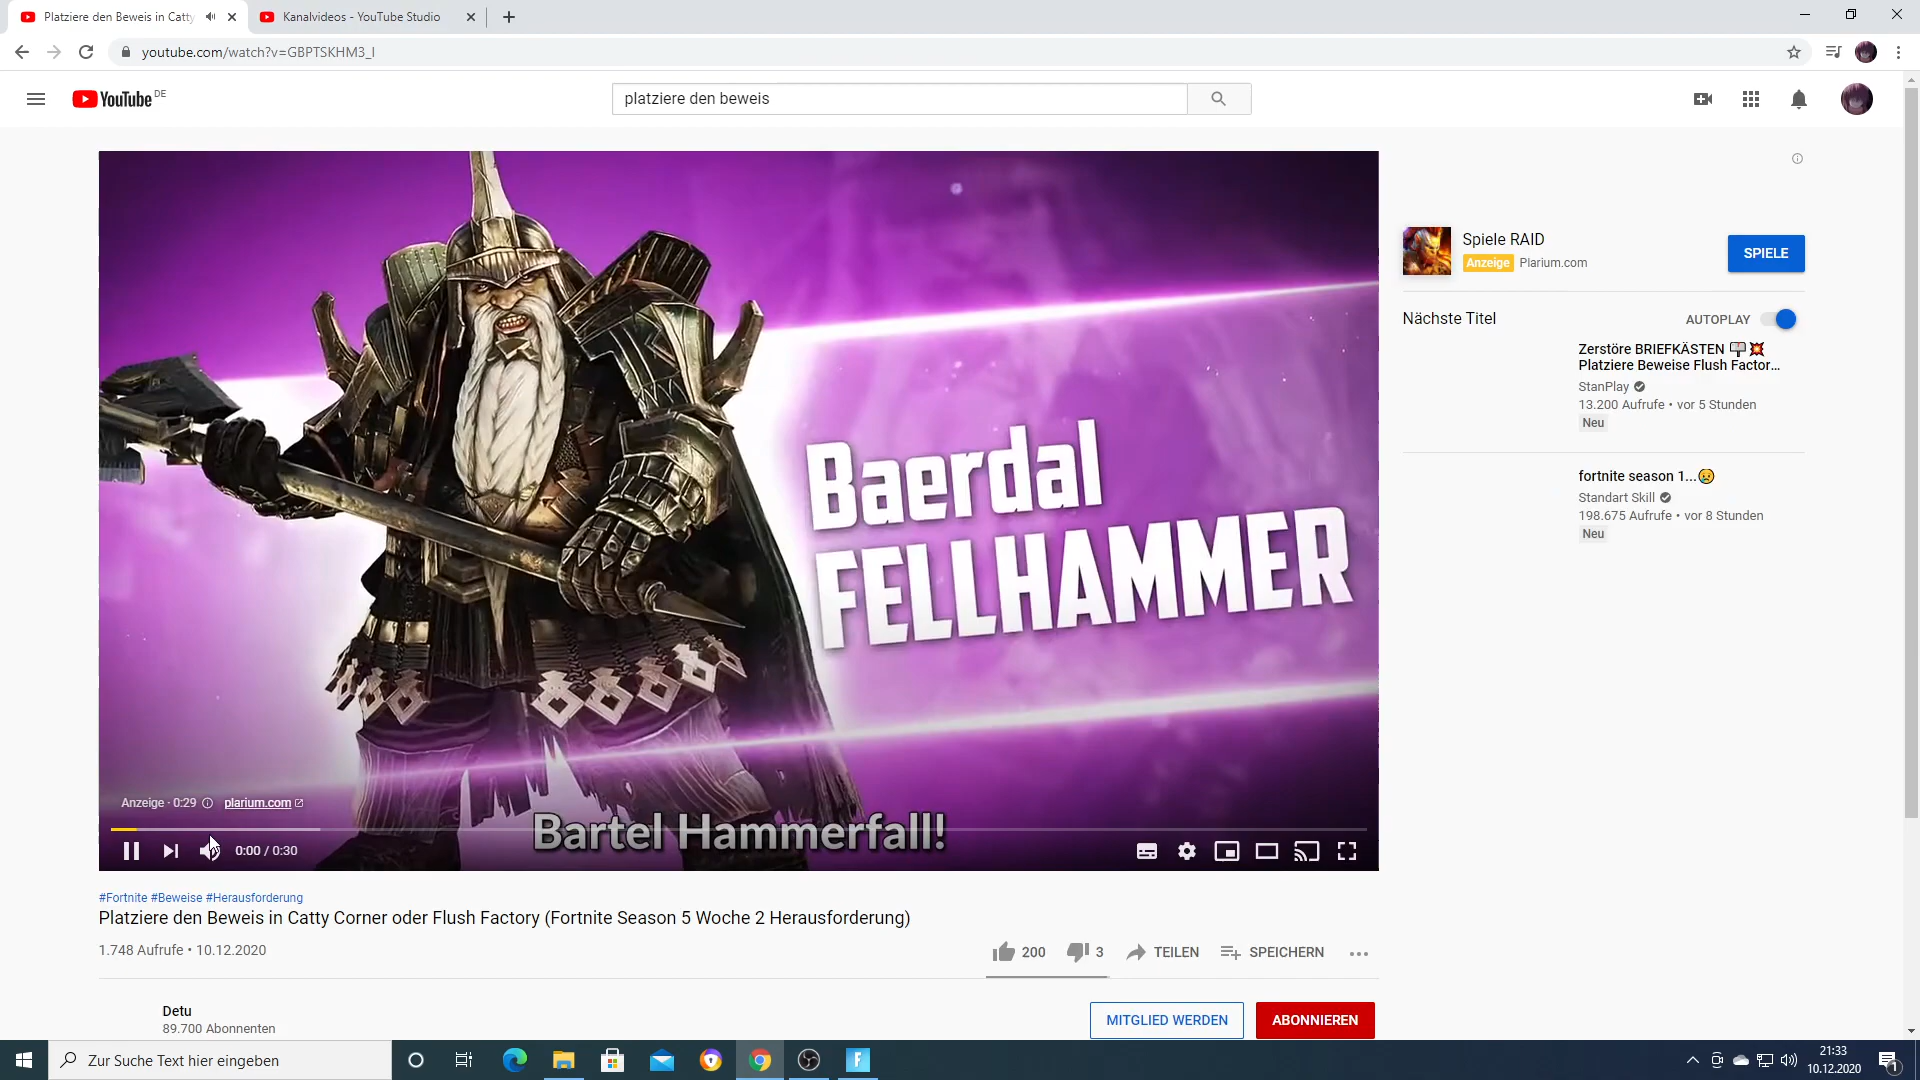 Platziere den Beweis in Catty
Kanalvideos - YouTube Studio
youtube.com/watch?v=GBPTSKHM3_I
YouTube DE
platziere den beweis
Baerdal
FELLHAMMER
Bartel Hammerfall!
Anzeige · 0:29 plarium.com
0:00 / 0:30
Spiele RAID
Anzeige Plarium.com
SPIELE
Nächste Titel
AUTOPLAY
Zerstöre BRIEFKÄSTEN 📪💥
Platziere Beweise Flush Factor...
StanPlay
13.200 Aufrufe • vor 5 Stunden
Neu
fortnite season 1...😥
Standart Skill
198.675 Aufrufe • vor 8 Stunden
Neu
#Fortnite #Beweise #Herausforderung
Platziere den Beweis in Catty Corner oder Flush Factory (Fortnite Season 5 Woche 2 Herausforderung)
1.748 Aufrufe • 10.12.2020
200
3
TEILEN
SPEICHERN
Detu
89.700 Abonnenten
MITGLIED WERDEN
ABONNIEREN
Zur Suche Text hier eingeben
21:33
10.12.2020
1